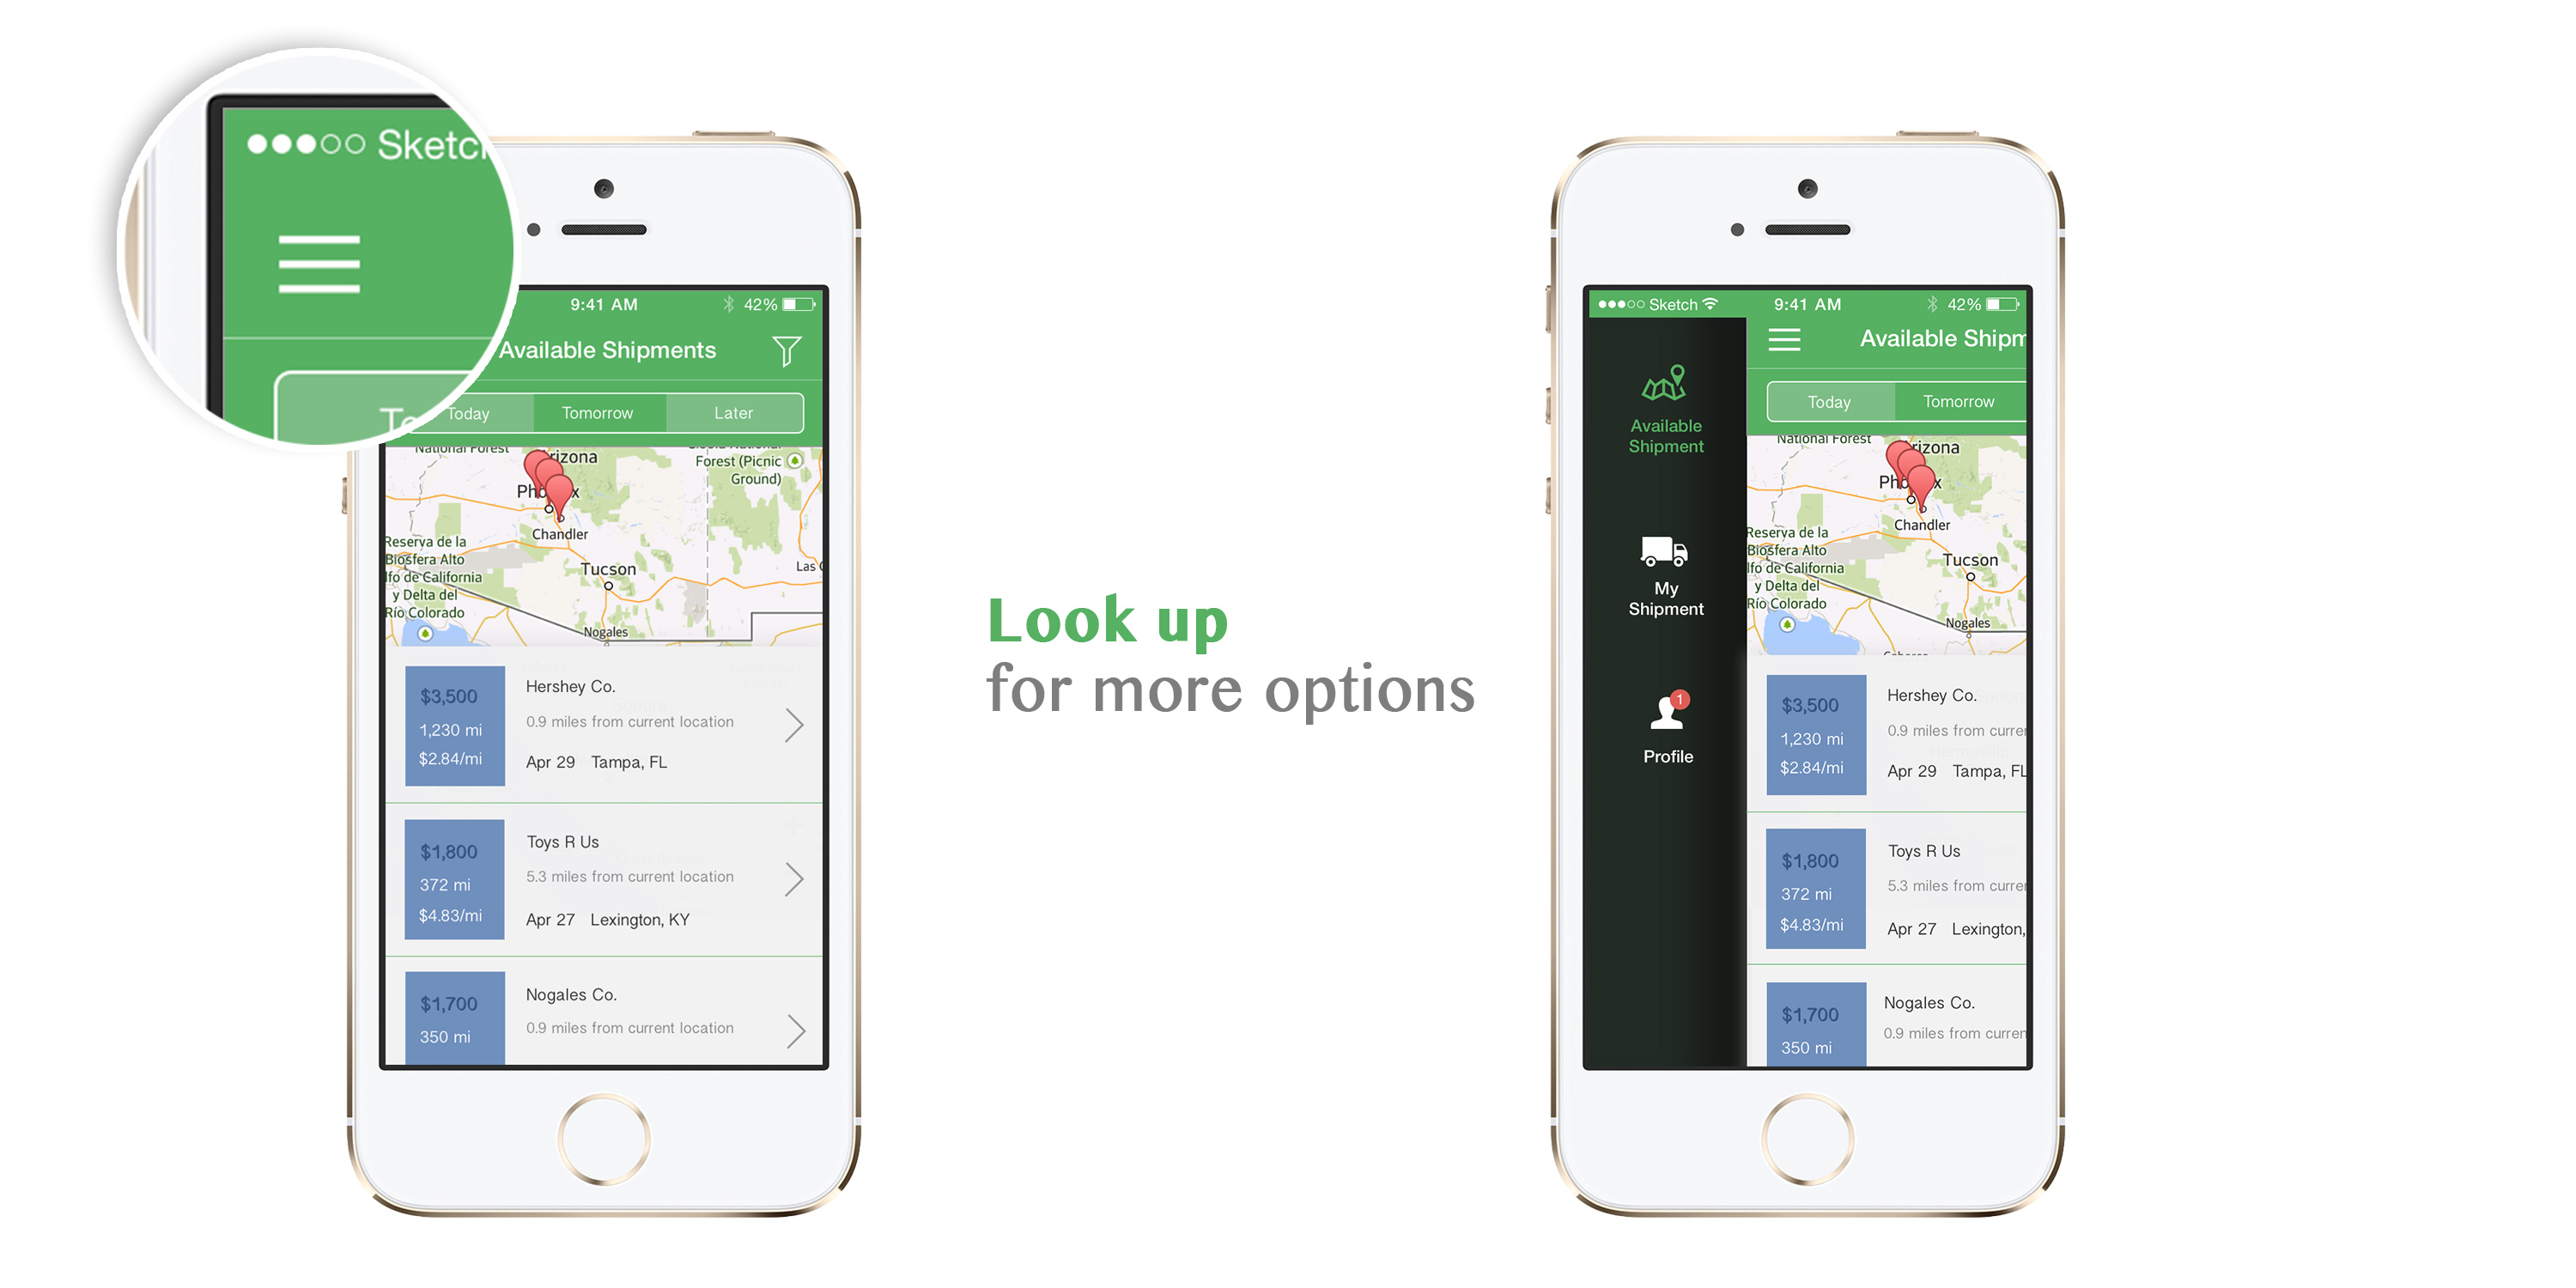 Sketc
To
9:41 AM
42%
Available Shipments
Today
Tomorrow
Later
National Forest
Arizona
Forest (Picnic
Ground)
Phoenix
Chandler
Reserva de la
Biosfera Alto
lfo de California
y Delta del
Río Colorado
Tucson
Las
Nogales
$3,500
1,230 mi
$2.84/mi
Hershey Co.
0.9 miles from current location
Apr 29 Tampa, FL
$1,800
372 mi
$4.83/mi
Toys R Us
5.3 miles from current location
Apr 27 Lexington, KY
$1,700
350 mi
Nogales Co.
0.9 miles from current location
Look up
for more options
Sketch
9:41 AM
42%
Available
Shipment
My
Shipment
1
Profile
Available Shipm
Today
Tomorrow
National Forest
rizona
Pho x
Chandler
Reserva de la
Biosfera Alto
lfo de California
y Delta del
Río Colorado
Tucson
Nogales
$3,500
1,230 mi
$2.84/mi
Hershey Co.
0.9 miles from curre
Apr 29 Tampa, FL
$1,800
372 mi
$4.83/mi
Toys R Us
5.3 miles from curre
Apr 27 Lexington,
$1,700
350 mi
Nogales Co.
0.9 miles from curren